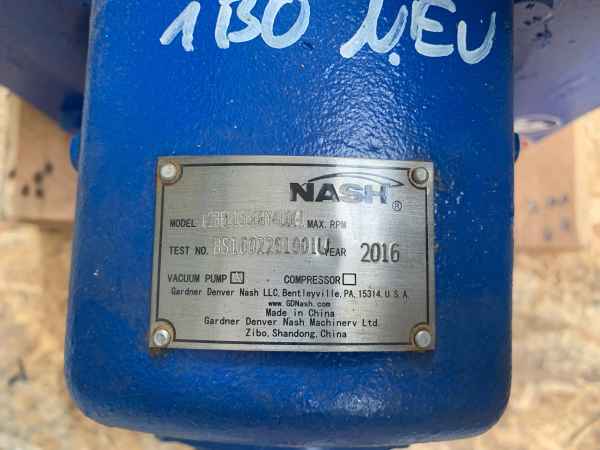 1BO NEU
NASH®
MODEL MAX. RPM
TEST NO. YEAR 2016
VACUUM PUMP COMPRESSOR
Gardner Denver Nash LLC, Bentleyville, PA, 15314, U.S.A
www.GDNash.com
Made in China
Gardner Denver Nash Machinery Ltd.
Zibo, Shandong, China